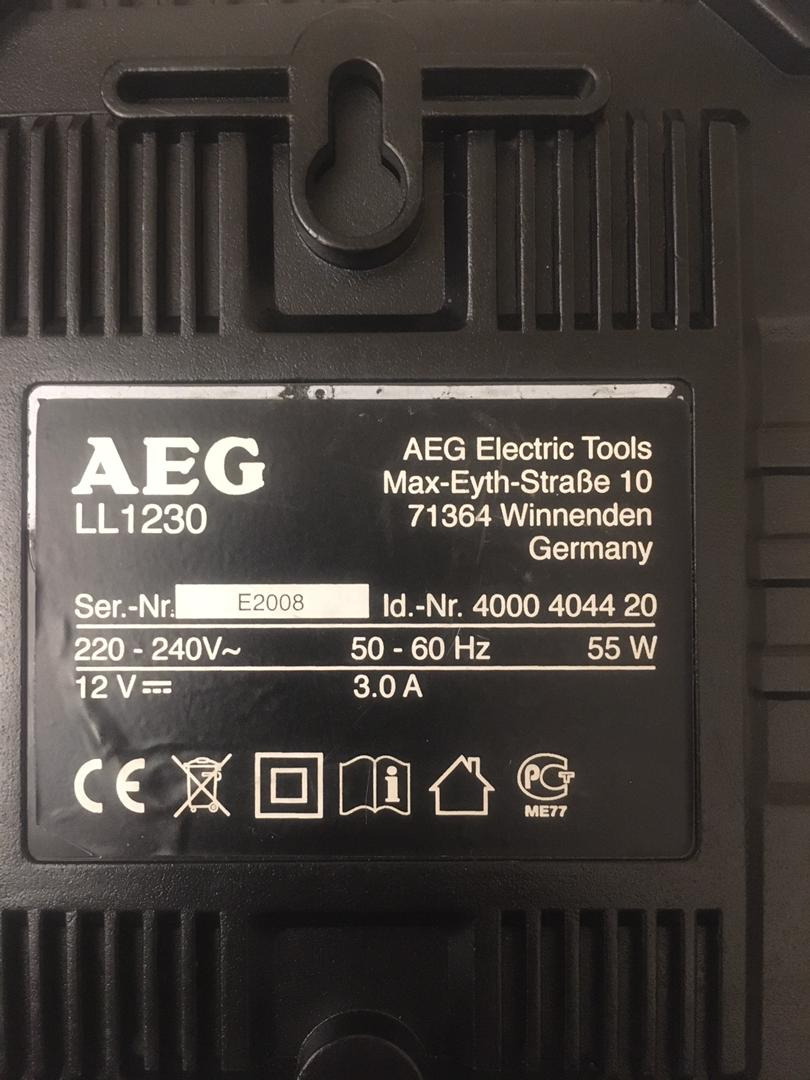 AEG
LL1230
AEG Electric Tools
Max-Eyth-Straße 10
71364 Winnenden
Germany
Ser.-Nr. E2008 Id.-Nr. 4000 4044 20
220 - 240V~ 50 - 60 Hz 55 W
12 V⎓ 3.0 A
CE
i
PCT
ME77